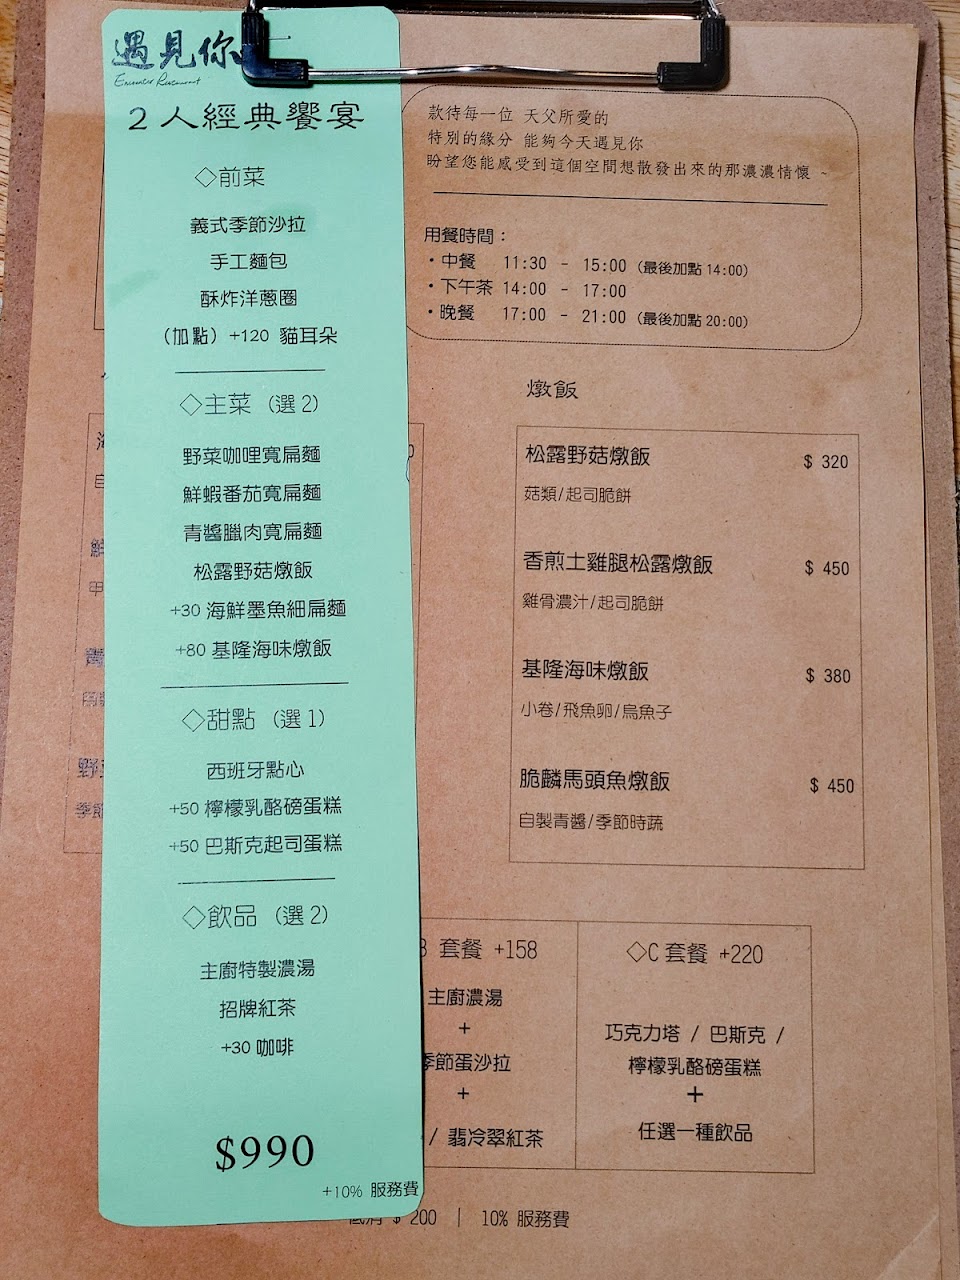 遇見你
Encounter Restaurant
2人經典饗宴
◇前菜
義式季節沙拉
手工麵包
酥炸洋蔥圈
(加點) +120 貓耳朵
◇主菜 (選2)
野菜咖哩寬扁麵
鮮蝦番茄寬扁麵
青醬臘肉寬扁麵
松露野菇燉飯
+30 海鮮墨魚細扁麵
+80 基隆海味燉飯
◇甜點 (選1)
西班牙點心
+50 檸檬乳酪磅蛋糕
+50 巴斯克起司蛋糕
◇飲品 (選2)
主廚特製濃湯
招牌紅茶
+30 咖啡
$990
+10% 服務費
款待每一位 天父所愛的
特別的緣分 能夠今天遇見你
盼望您能感受到這個空間想散發出來的那濃濃情懷 ~
用餐時間：
・中餐 11:30 - 15:00 (最後加點 14:00)
・下午茶 14:00 - 17:00
・晚餐 17:00 - 21:00 (最後加點 20:00)
燉飯
松露野菇燉飯 $ 320
菇類/起司脆餅
香煎土雞腿松露燉飯 $ 450
雞骨濃汁/起司脆餅
基隆海味燉飯 $ 380
小卷/飛魚卵/烏魚子
脆麟馬頭魚燉飯 $ 450
自製青醬/季節時蔬
B 套餐 +158
主廚濃湯
+
季節蛋沙拉
+
/ 翡冷翠紅茶
◇C 套餐 +220
巧克力塔 / 巴斯克 /
檸檬乳酪磅蛋糕
+
任選一種飲品
$ 200 | 10% 服務費